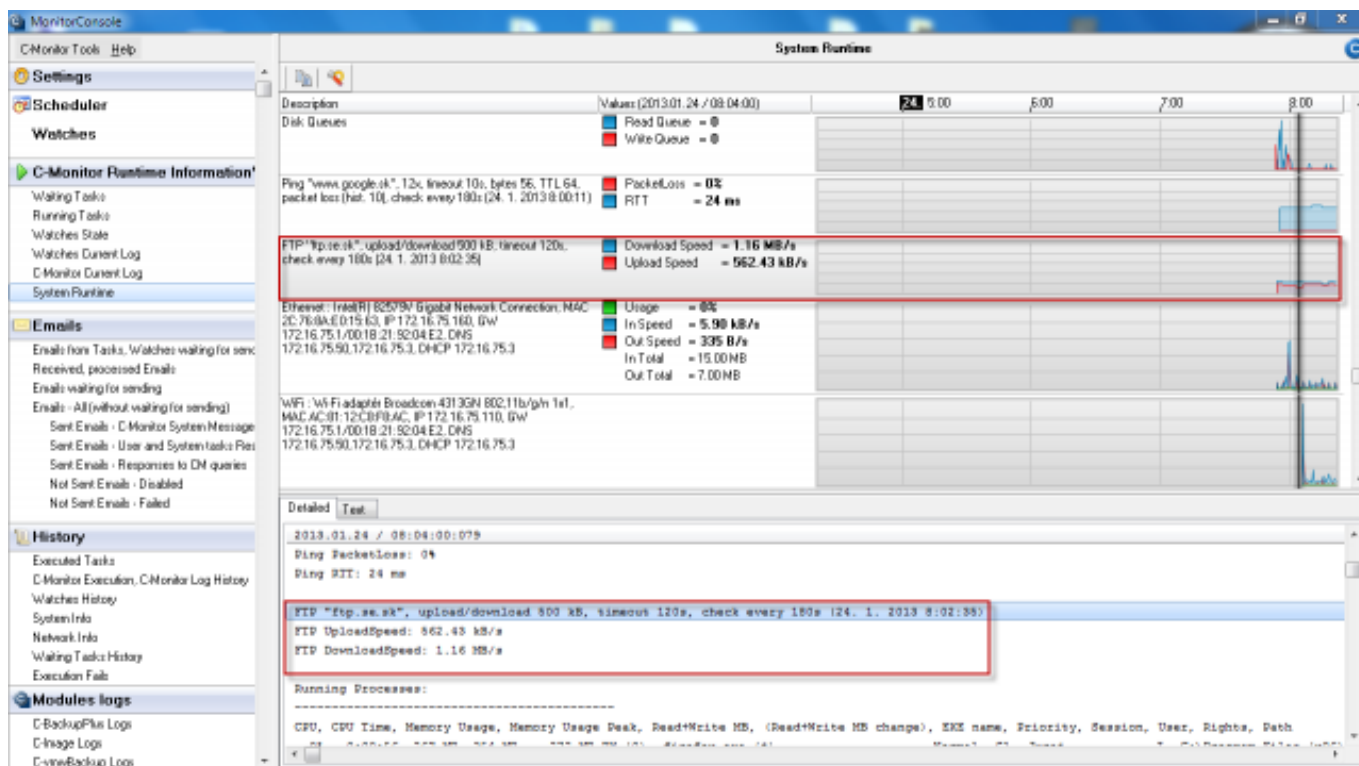 MonitorConsole
C-Monitor Tools Help
System Runtime
Settings
Scheduler
Watches
C-Monitor Runtime Information
Waiting Tasks
Running Tasks
Watches State
Watches Current Log
C-Monitor Current Log
System Runtime
Emails
Emails from Tasks, Watches waiting for send
Received, processed Emails
Emails waiting for sending
Emails - All (without waiting for sending)
Sent Emails - C-Monitor System Message
Sent Emails - User and System tasks Res
Sent Emails - Responses to CM queries
Not Sent Emails - Disabled
Not Sent Emails - Failed
History
Executed Tasks
C-Monitor Execution, C-Monitor Log History
Watches History
System Info
Network Info
Waiting Tasks History
Execution Fails
Modules logs
C-BackupPlus Logs
C-Image Logs
C-vmwBackup Logs
Description Values (2013.01.24 / 08:04:00) 24. 5:00 6:00 7:00 8:00
Disk Queues
Read Queue = 0
Write Queue = 0
Ping "www.google.sk", 12x, timeout 10s, bytes 56, TTL 64,
packet loss (hist. 10), check every 180s (24. 1. 2013 8:00:11)
PacketLoss = 0%
RTT = 24 ms
FTP "ftp.se.sk", upload/download 500 kB, timeout 120s,
check every 180s (24. 1. 2013 8:02:35)
Download Speed = 1.16 MB/s
Upload Speed = 562.43 kB/s
Ethernet : Intel(R) 82579V Gigabit Network Connection, MAC
2C:76:8A:E0:15:63, IP 172.16.75.160, GW
172.16.75.1/00:18:21:92:04:E2, DNS
172.16.75.50,172.16.75.3, DHCP 172.16.75.3
Usage = 0%
In Speed = 5.90 kB/s
Out Speed = 335 B/s
In Total = 15.00 MB
Out Total = 7.00 MB
WiFi : Wi-Fi adaptér Broadcom 4313GN 802.11b/g/n 1x1,
MAC AC:81:12:CB:F8:AC, IP 172.16.75.110, GW
172.16.75.1/00:18:21:92:04:E2, DNS
172.16.75.50,172.16.75.3, DHCP 172.16.75.3
Detailed Text
2013.01.24 / 08:04:00:079
Ping PacketLoss: 0%
Ping RTT: 24 ms
FTP "ftp.se.sk", upload/download 500 kB, timeout 120s, check every 180s (24. 1. 2013 8:02:35)
FTP UploadSpeed: 562.43 kB/s
FTP DownloadSpeed: 1.16 MB/s
Running Processes:
CPU, CPU Time, Memory Usage, Memory Usage Peak, Read+Write MB, (Read+Write MB change), EXE name, Priority, Session, User, Rights, Path